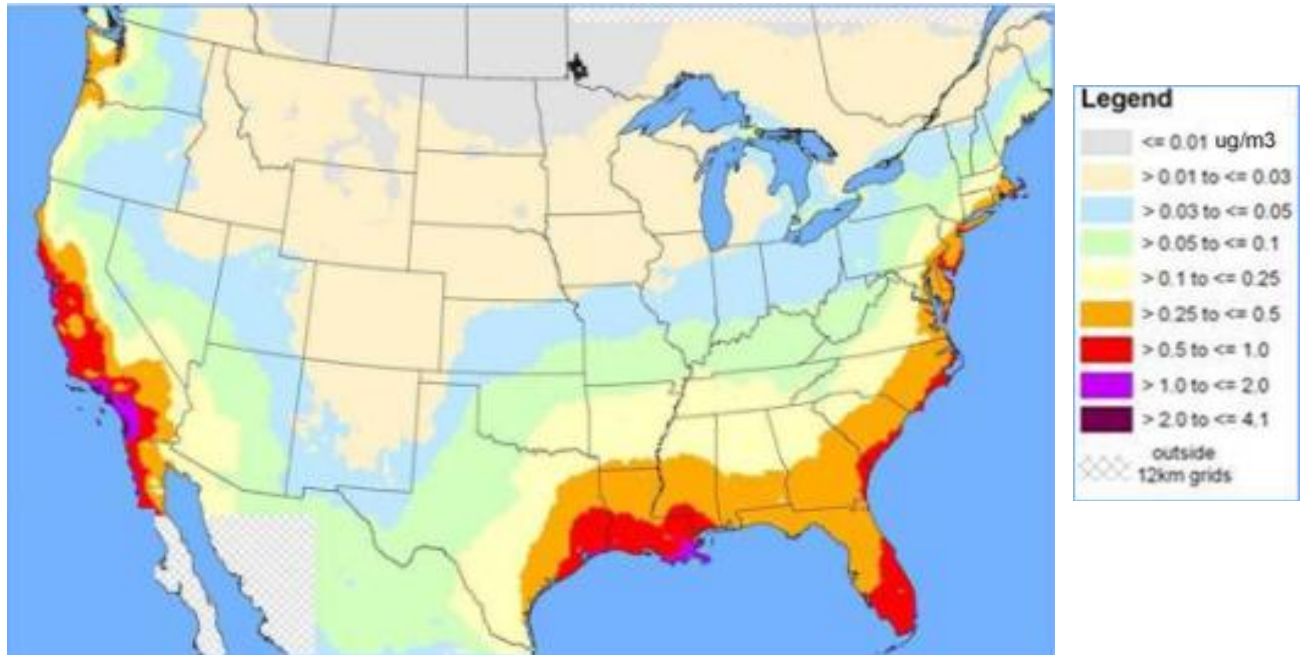 Legend
<= 0.01 ug/m3
> 0.01 to <= 0.03
> 0.03 to <= 0.05
> 0.05 to <= 0.1
> 0.1 to <= 0.25
> 0.25 to <= 0.5
> 0.5 to <= 1.0
> 1.0 to <= 2.0
> 2.0 to <= 4.1
outside
12km grids